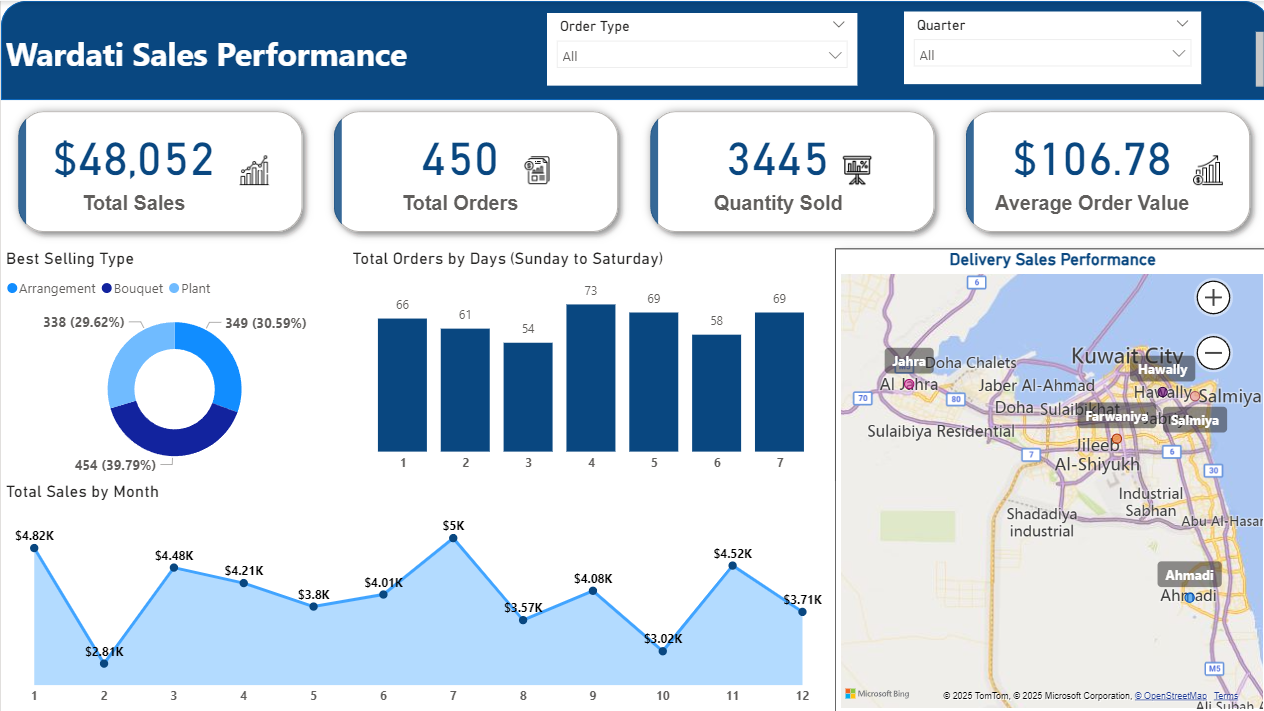 Wardati Sales Performance
Order Type
All
Quarter
All
$48,052
Total Sales
450
Total Orders
3445
Quantity Sold
$106.78
Average Order Value
Best Selling Type
Arrangement Bouquet Plant
338 (29.62%)
349 (30.59%)
454 (39.79%)
Total Orders by Days (Sunday to Saturday)
66 61 54 73 69 58 69
1 2 3 4 5 6 7
Total Sales by Month
$4.82K $2.81K $4.48K $4.21K $3.8K $4.01K $5K $3.57K $4.08K $3.02K $4.52K $3.71K
1 2 3 4 5 6 7 8 9 10 11 12
Delivery Sales Performance
6
Kuwait City
Jahra
Doha Chalets
Hawally
Al Jahra
Jaber Al-Ahmad
Hawally
Salmiya
70
80
Doha
Sulaibikhat
Farwaniya
Salmiya
Sulaibiya Residential
Jileeb
Al-Shiyukh
7
6
30
Industrial
Sabhan
Shadadiya
industrial
Abu Al-Hasan
Ahmadi
Ahmadi
M5
Microsoft Bing
© 2025 TomTom, © 2025 Microsoft Corporation, © OpenStreetMap Terms
Ali Subah A